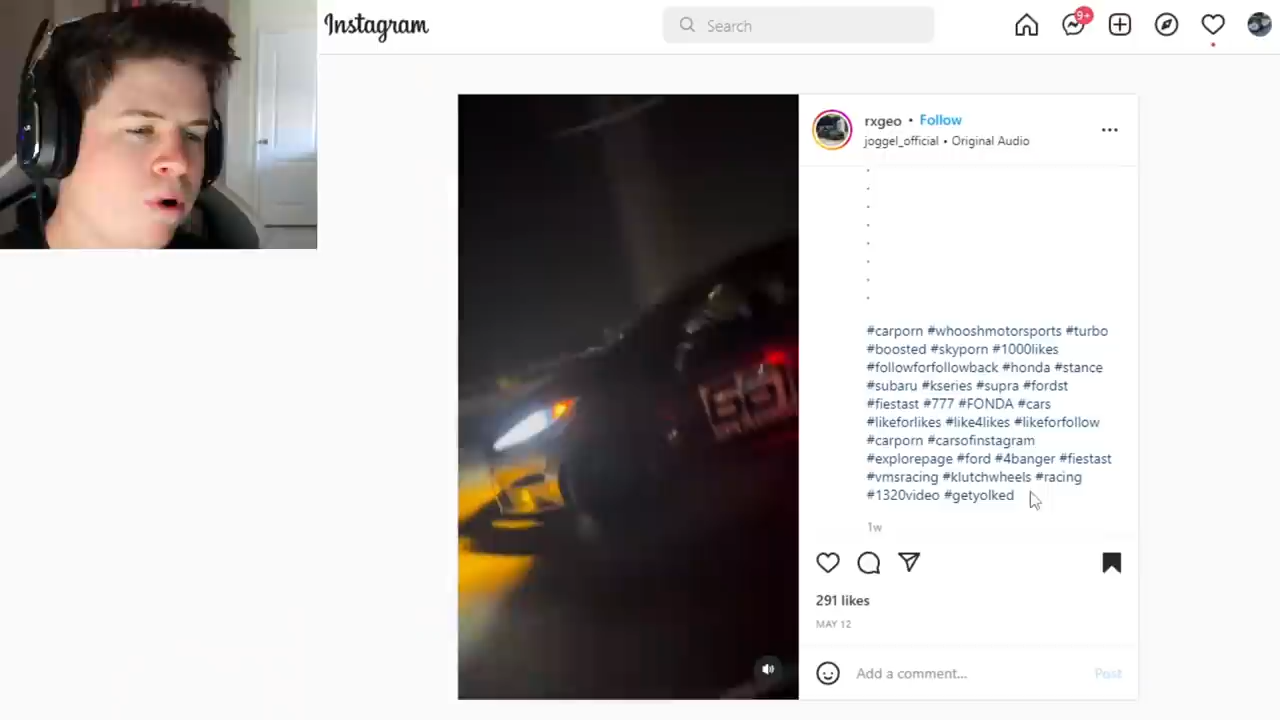 Instagram
Search
9+
rxgeo • Follow
joggel_official • Original Audio
.
.
.
.
.
.
.
.
#carporn #whooshmotorsports #turbo
#boosted #skyporn #1000likes
#followforfollowback #honda #stance
#subaru #kseries #supra #fordst
#fiestast #777 #FONDA #cars
#likeforlikes #like4likes #likeforfollow
#carporn #carsofinstagram
#explorepage #ford #4banger #fiestast
#vmsracing #klutchwheels #racing
#1320video #getyolked
1w
291 likes
MAY 12
Add a comment...
Post